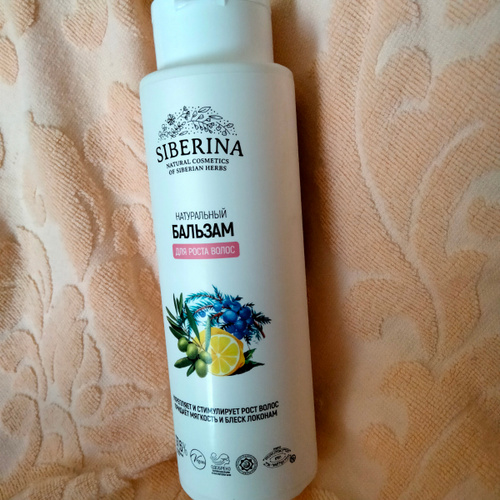 SIBERINA
NATURAL COSMETICS
OF SIBERIAN HERBS
НАТУРАЛЬНЫЙ
БАЛЬЗАМ
ДЛЯ РОСТА ВОЛОС
И СТИМУЛИРУЕТ РОСТ ВОЛОС
МЯГКОСТЬ И БЛЕСК ЛОКОНАМ